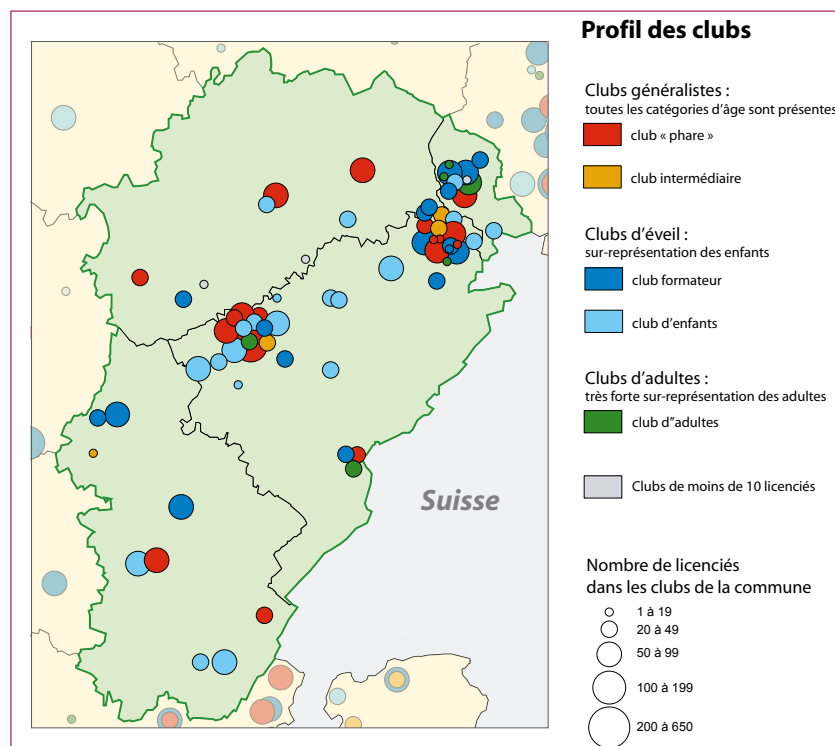 Profil des clubs
Clubs généralistes :
toutes les catégories d'âge sont présentes
club « phare »
club intermédiaire
Clubs d'éveil :
sur-représentation des enfants
club formateur
club d'enfants
Clubs d'adultes :
très forte sur-représentation des adultes
club d"adultes
Clubs de moins de 10 licenciés
Suisse
Nombre de licenciés
dans les clubs de la commune
1 à 19
20 à 49
50 à 99
100 à 199
200 à 650